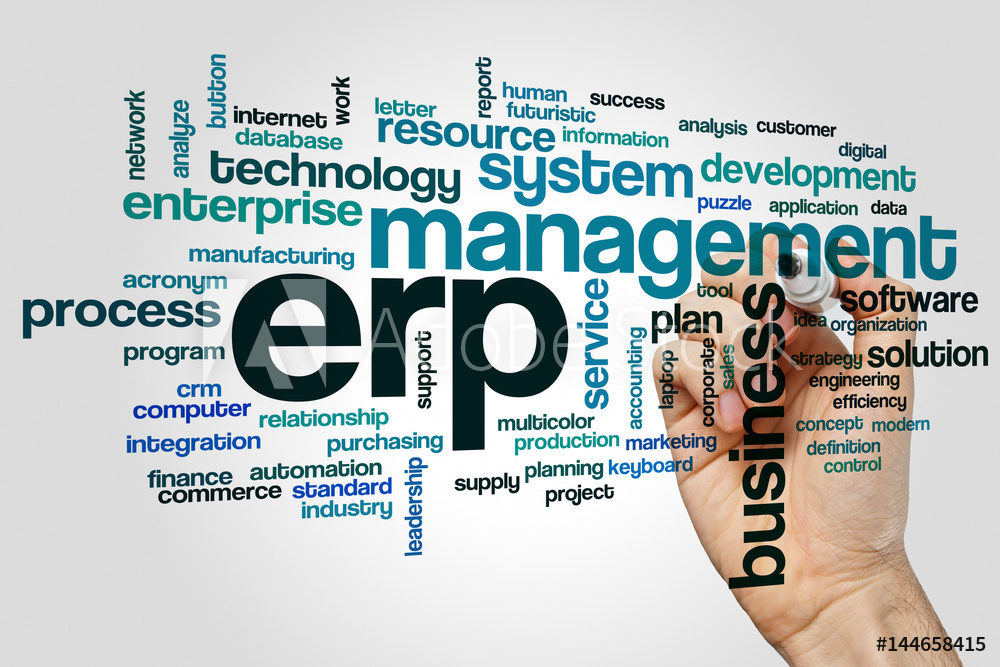 network
analyze
button
internet
work
database
letter
report
human
futuristic
success
resource
information
analysis
customer
digital
technology
system
development
enterprise
puzzle
application
data
management
manufacturing
acronym
process
erp
program
support
service
tool
plan
software
idea
organization
business
accounting
laptop
corporate
sales
strategy
solution
engineering
efficiency
crm
computer
relationship
multicolor
concept
modern
integration
purchasing
production
marketing
definition
finance
automation
leadership
planning
keyboard
control
commerce
standard
supply
project
industry
Adobe Stock
#144658415